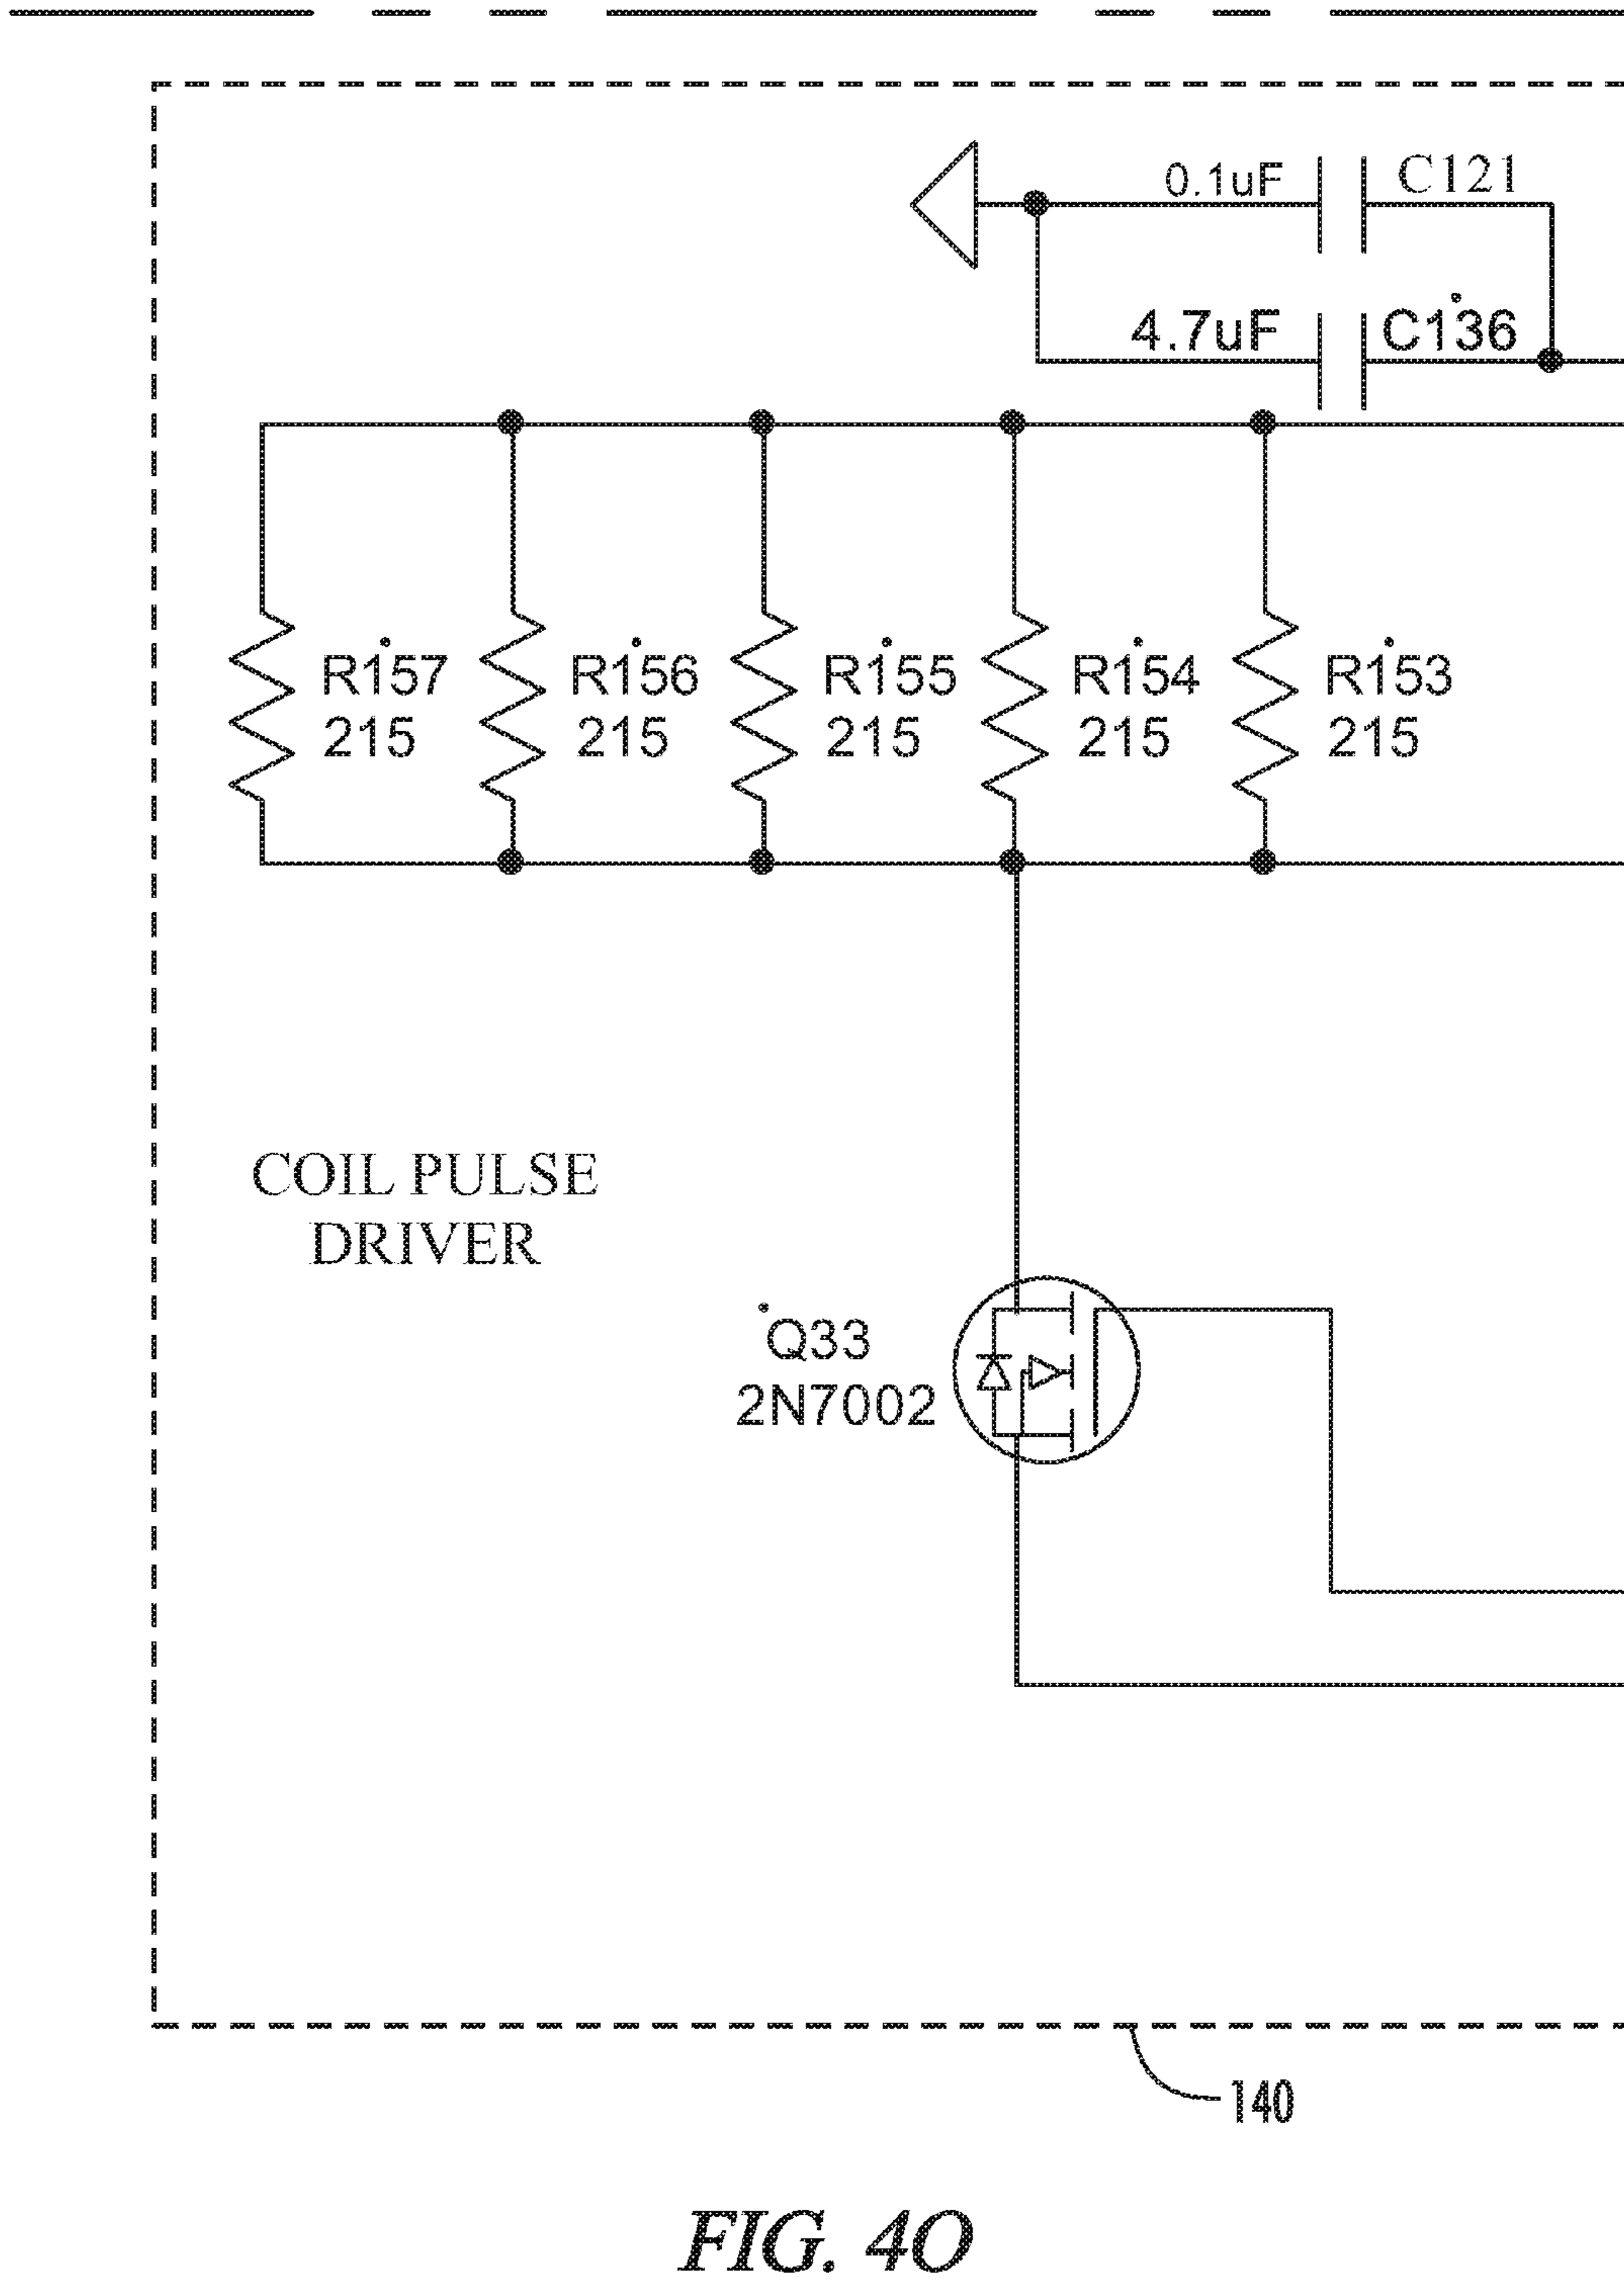 0.1uF C121
4.7uF C136
R157 R156 R155 R154 R153
215 215 215 215 215
COIL PULSE
DRIVER
Q33
2N7002
140
FIG. 4O